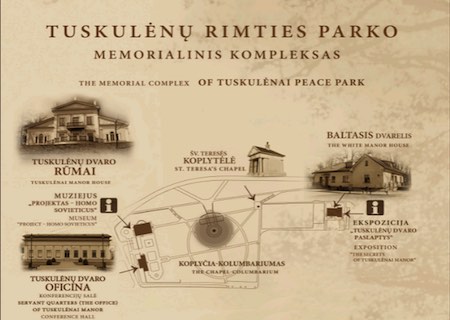 TUSKULĖNŲ RIMTIES PARKO
MEMORIALINIS KOMPLEKSAS
THE MEMORIAL COMPLEX OF TUSKULĖNAI PEACE PARK
TUSKULĖNŲ DVARO
RŪMAI
TUSKULĖNAI MANOR HOUSE
MUZIEJUS
„PROJEKTAS - HOMO
SOVIETICUS"
MUSEUM
"PROJECT - HOMO SOVIETICUS"
i
TUSKULĖNŲ DVARO
OFICINA
KONFERENCIJŲ SALĖ
SERVANT QUARTERS (THE OFFICE)
OF TUSKULĖNAI MANOR
CONFERENCE HALL
ŠV. TERESĖS
KOPLYTĖLĖ
ST. TERESA'S CHAPEL
KOPLYČIA-KOLUMBARIUMAS
THE CHAPEL-COLUMBARIUM
BALTASIS DVARELIS
THE WHITE MANOR HOUSE
i
EKSPOZICIJA
„TUSKULĖNŲ DVARO
PASLAPTYS"
EXPOSITION
"THE SECRETS
OF TUSKULĖNAI MANOR"